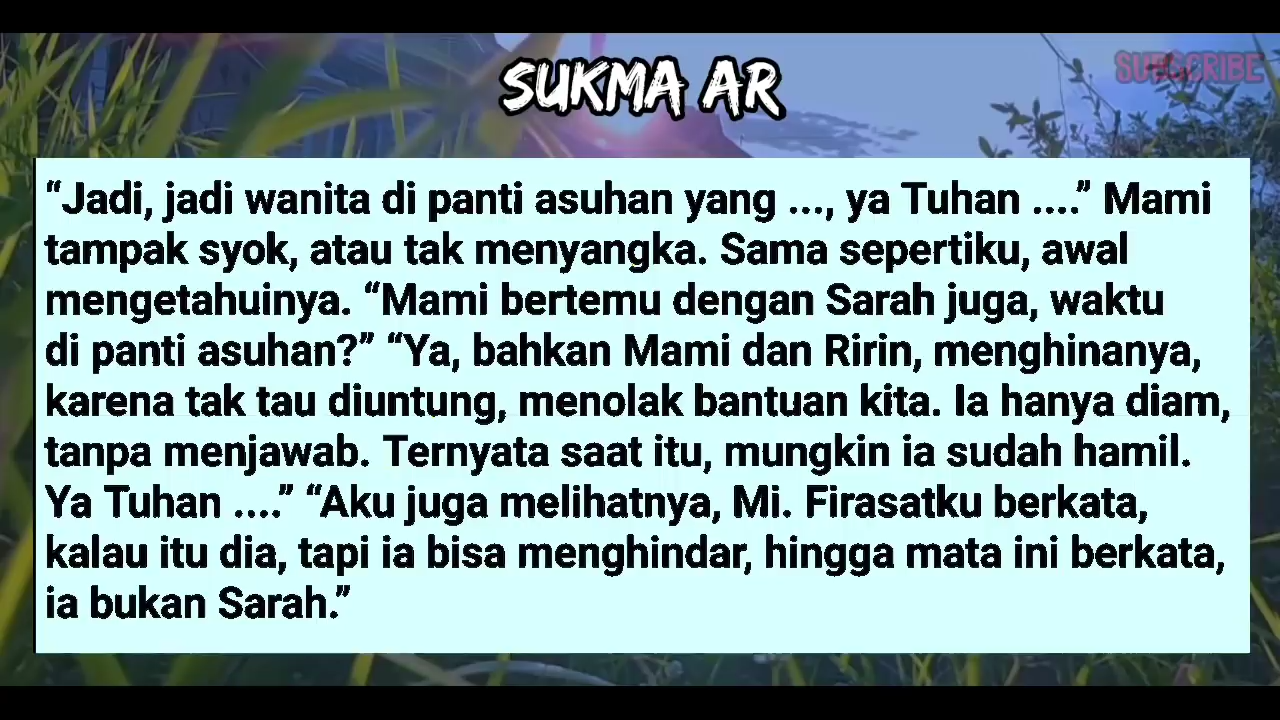 SUKMA AR
SUBSCRIBE
“Jadi, jadi wanita di panti asuhan yang ..., ya Tuhan ....” Mami
tampak syok, atau tak menyangka. Sama sepertiku, awal
mengetahuinya. “Mami bertemu dengan Sarah juga, waktu
di panti asuhan?” “Ya, bahkan Mami dan Ririn, menghinanya,
karena tak tau diuntung, menolak bantuan kita. Ia hanya diam,
tanpa menjawab. Ternyata saat itu, mungkin ia sudah hamil.
Ya Tuhan ....” “Aku juga melihatnya, Mi. Firasatku berkata,
kalau itu dia, tapi ia bisa menghindar, hingga mata ini berkata,
ia bukan Sarah.”